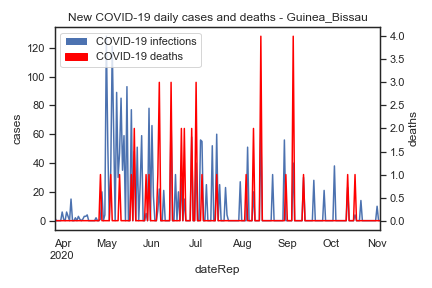 New COVID-19 daily cases and deaths - Guinea_Bissau
COVID-19 infections
COVID-19 deaths
cases
120
100
80
60
40
20
0
4.0
3.5
3.0
2.5
2.0
1.5
1.0
0.5
0.0
deaths
Apr May Jun Jul Aug Sep Oct Nov
2020
dateRep